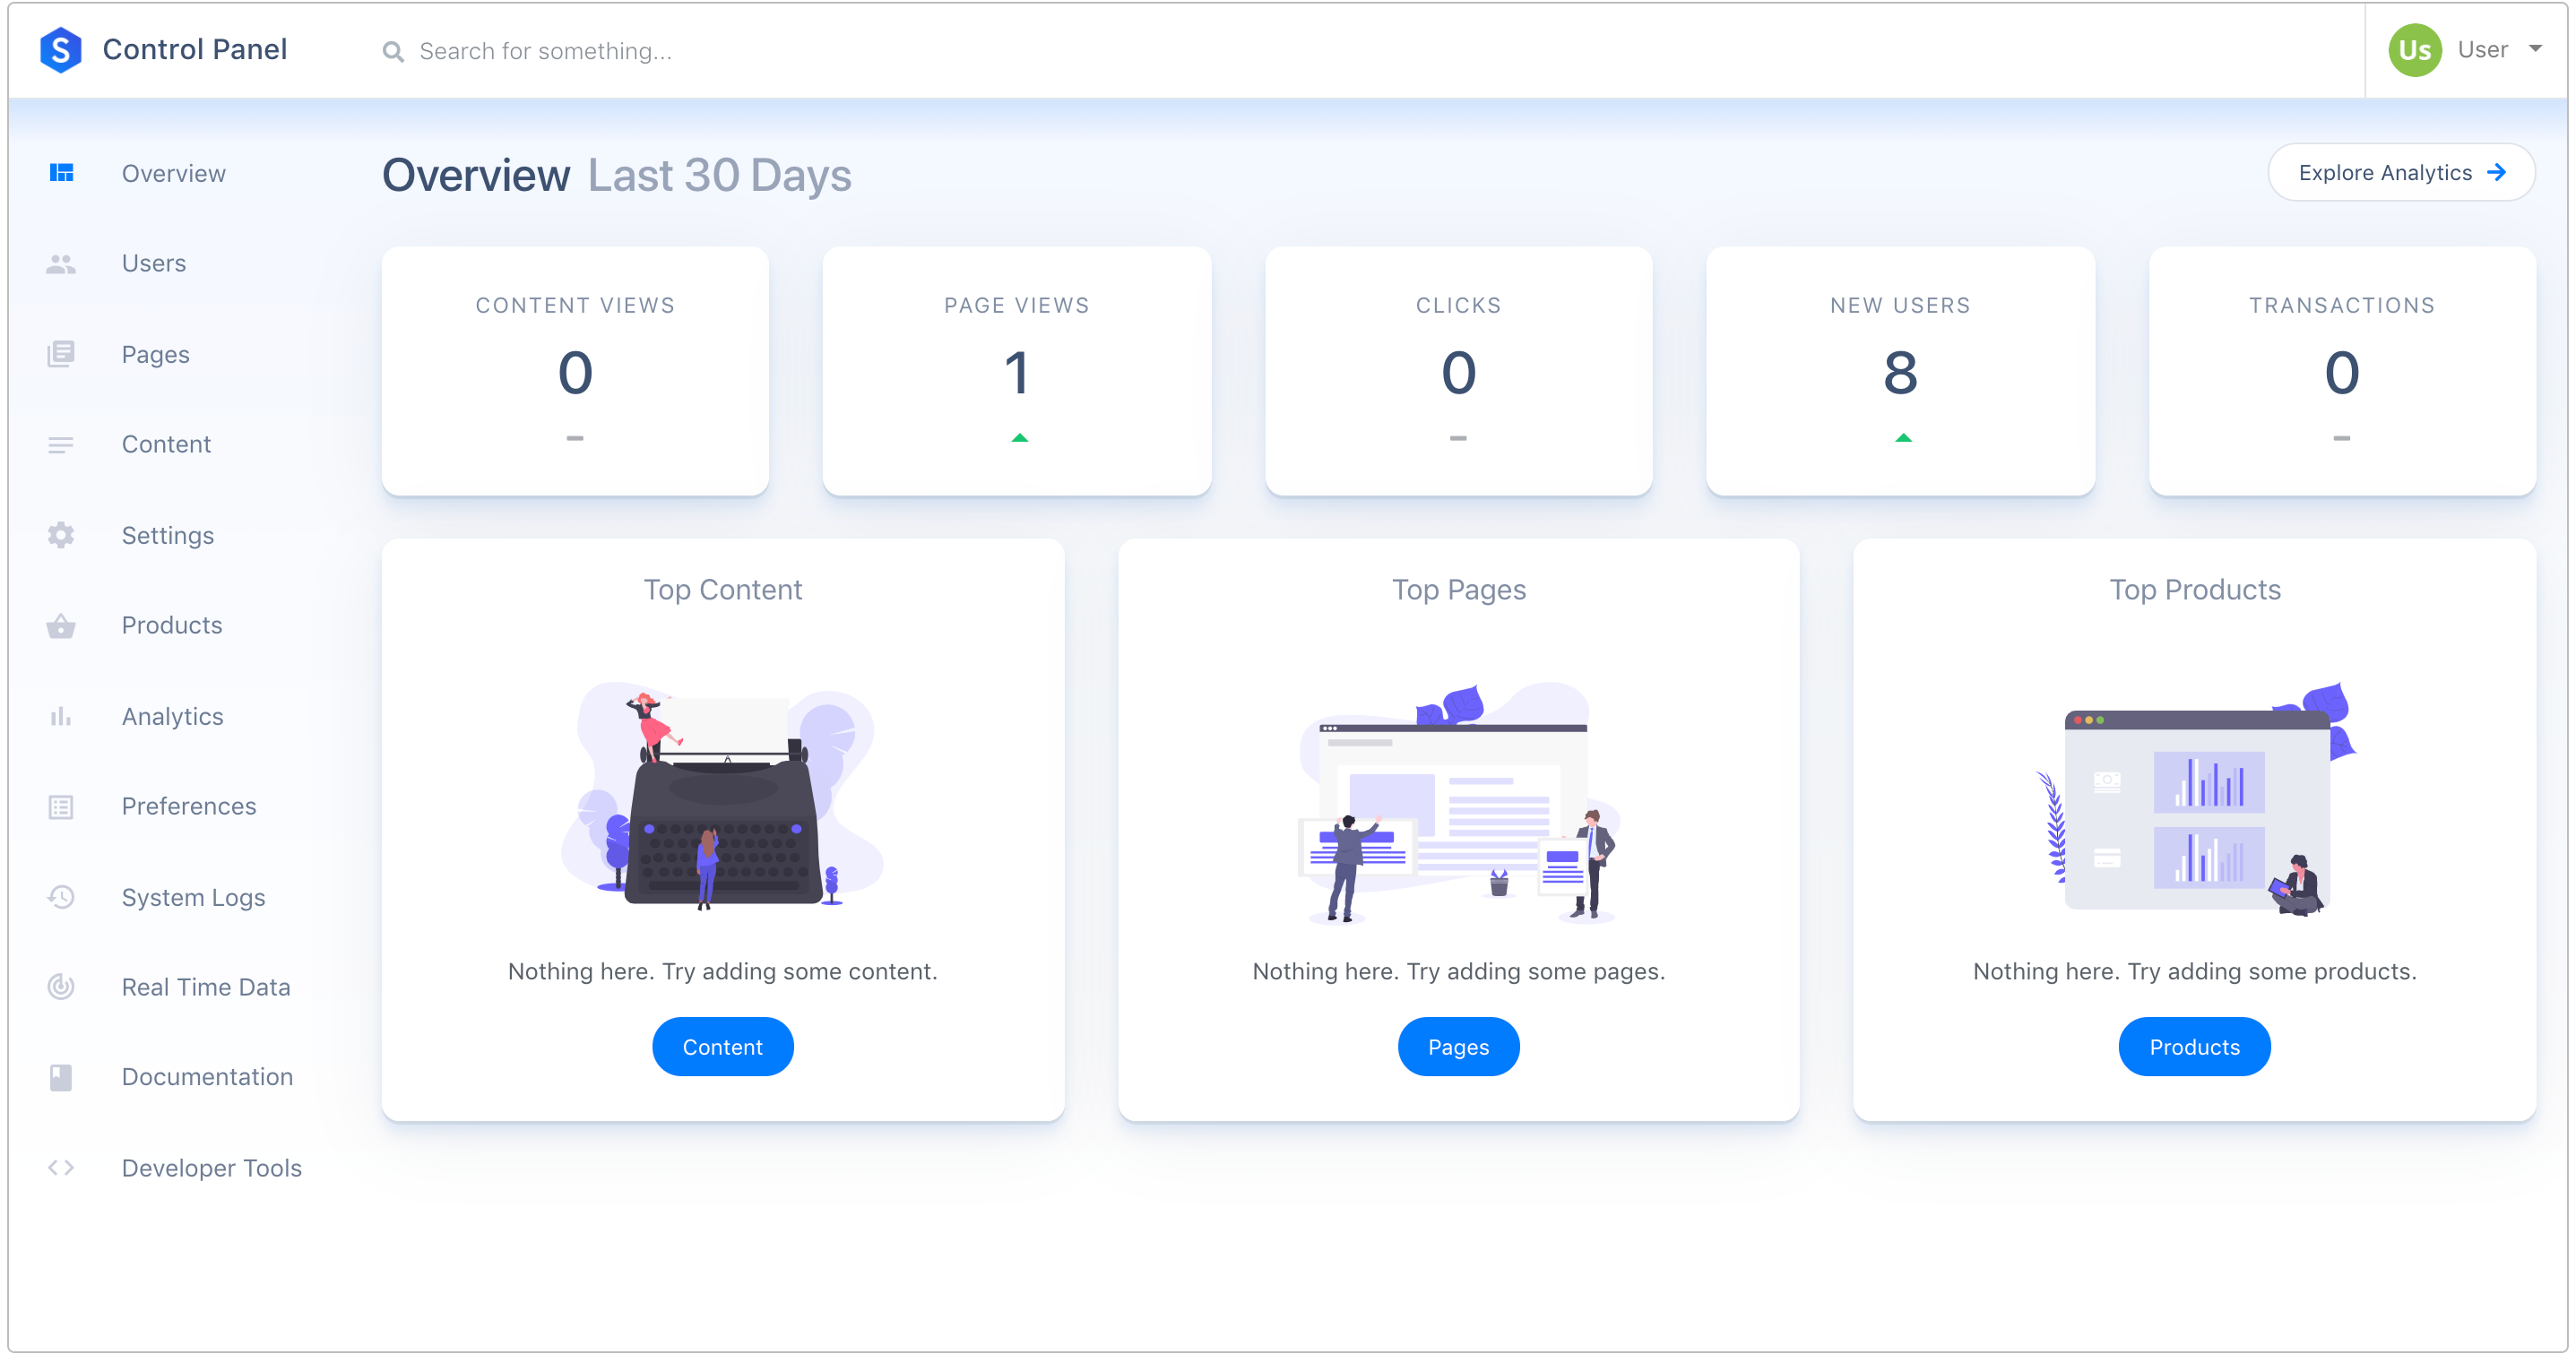 S Control Panel
Search for something...
Us User
Overview
Users
Pages
Content
Settings
Products
Analytics
Preferences
System Logs
Real Time Data
Documentation
Developer Tools
Overview Last 30 Days
Explore Analytics
CONTENT VIEWS
0
PAGE VIEWS
1
CLICKS
0
NEW USERS
8
TRANSACTIONS
0
Top Content
Nothing here. Try adding some content.
Content
Top Pages
Nothing here. Try adding some pages.
Pages
Top Products
Nothing here. Try adding some products.
Products